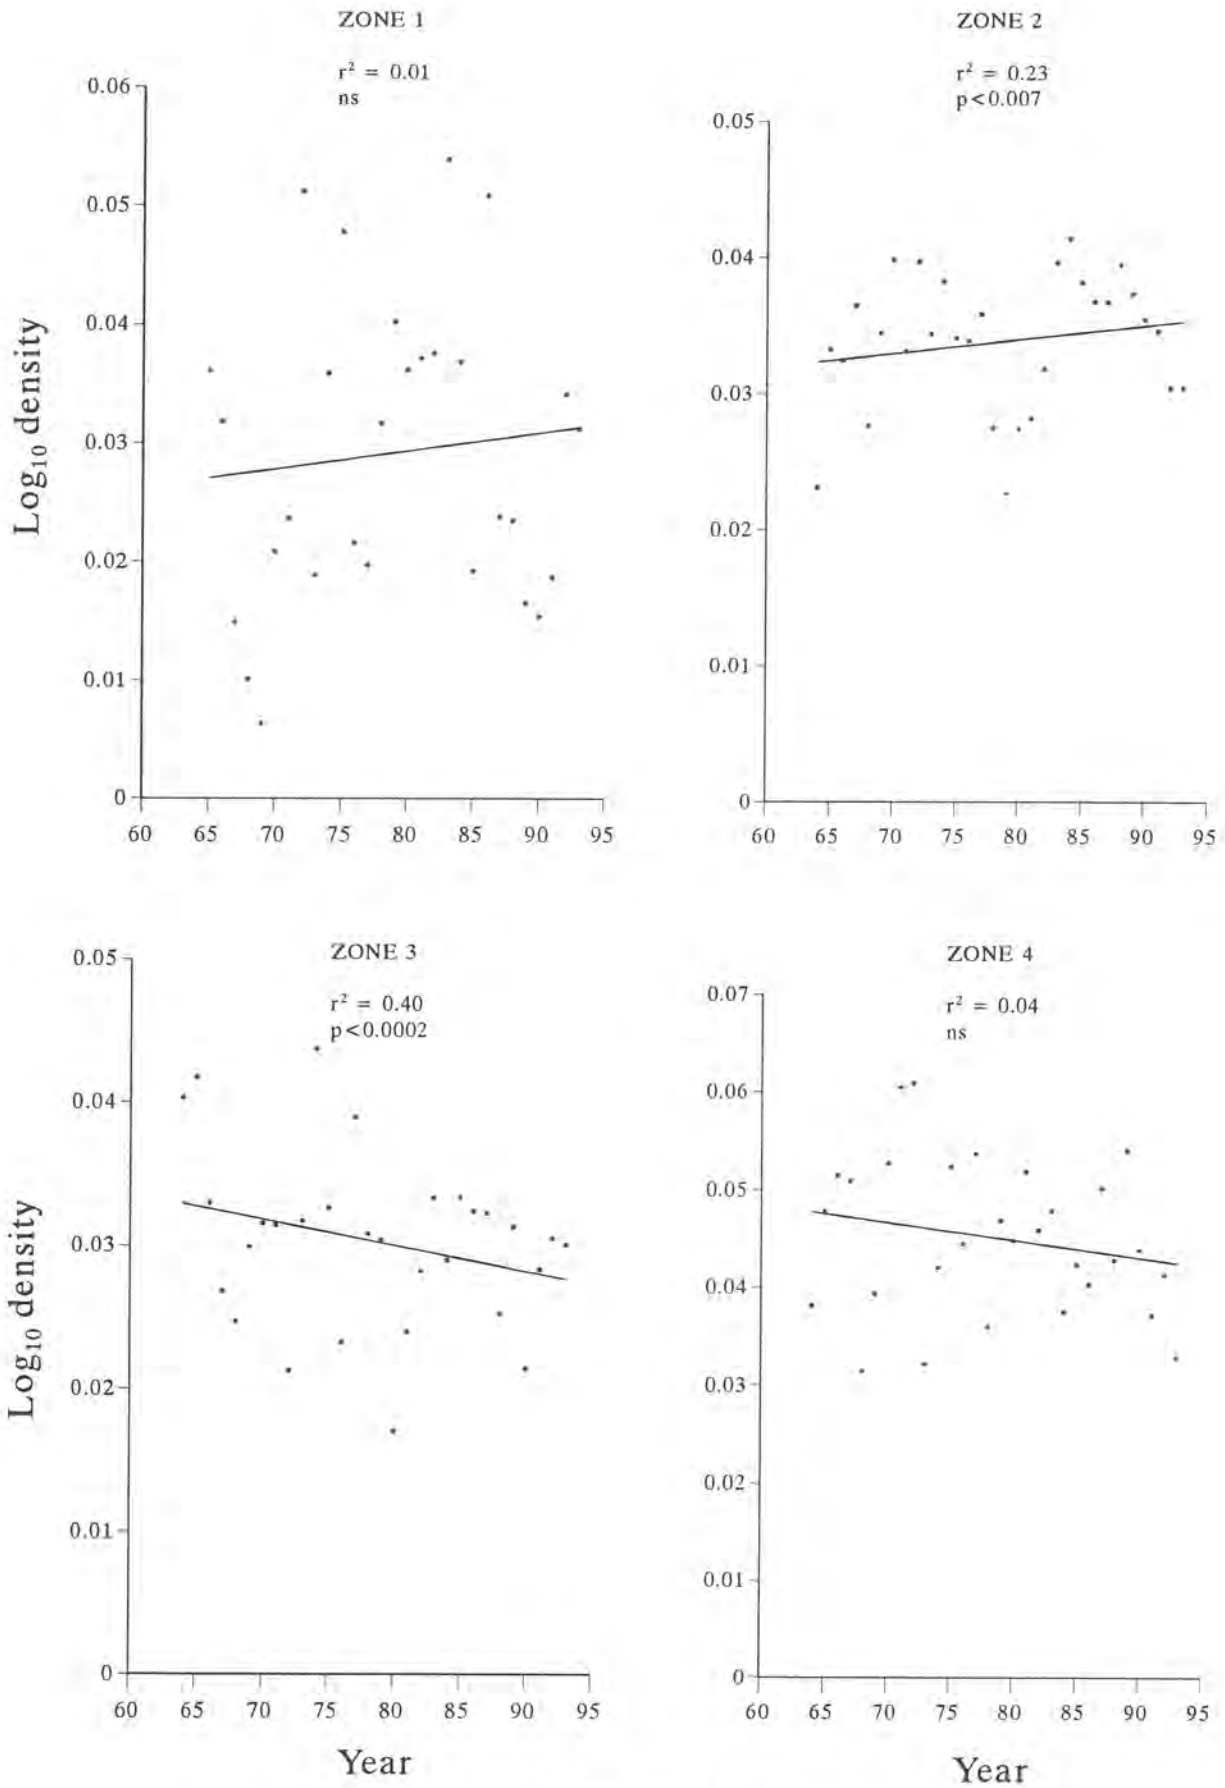 ZONE 1
r² = 0.01
ns
0.06
0.05
0.04
0.03
0.02
0.01
0
60 65 70 75 80 85 90 95
Log₁₀ density
ZONE 2
r² = 0.23
p<0.007
0.05
0.04
0.03
0.02
0.01
0
60 65 70 75 80 85 90 95
ZONE 3
r² = 0.40
p<0.0002
0.05
0.04
0.03
0.02
0.01
0
60 65 70 75 80 85 90 95
Log₁₀ density
Year
ZONE 4
r² = 0.04
ns
0.07
0.06
0.05
0.04
0.03
0.02
0.01
0
60 65 70 75 80 85 90 95
Year